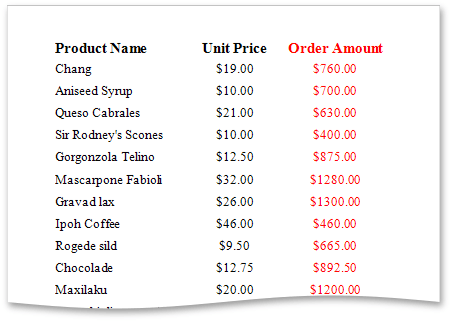 Product Name Unit Price Order Amount
Chang $19.00 $760.00
Aniseed Syrup $10.00 $700.00
Queso Cabrales $21.00 $630.00
Sir Rodney's Scones $10.00 $400.00
Gorgonzola Telino $12.50 $875.00
Mascarpone Fabioli $32.00 $1280.00
Gravad lax $26.00 $1300.00
Ipoh Coffee $46.00 $460.00
Rogede sild $9.50 $665.00
Chocolade $12.75 $892.50
Maxilaku $20.00 $1200.00